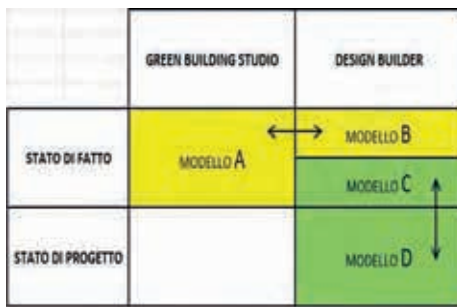 GREEN BUILDING STUDIO
DESIGN BUILDER
STATO DI FATTO
MODELLO A
MODELLO B
MODELLO C
STATO DI PROGETTO
MODELLO D